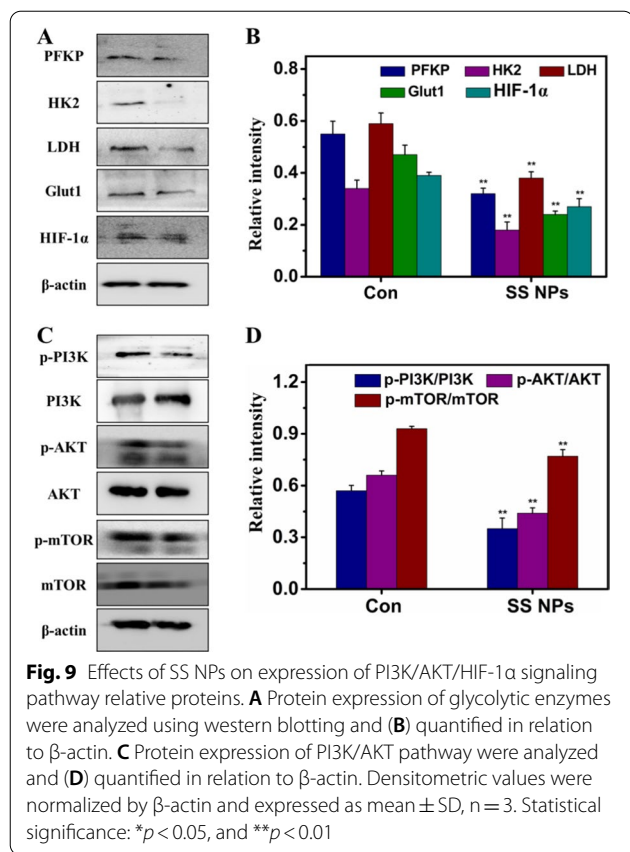 A
PFKP
HK2
LDH
Glut1
HIF-1α
β-actin
B
PFKP HK2 LDH
Glut1 HIF-1α
Relative intensity
0.8
0.6
0.4
0.2
0.0
** ** ** ** **
Con SS NPs
C
p-PI3K
PI3K
p-AKT
AKT
p-mTOR
mTOR
β-actin
D
p-PI3K/PI3K p-AKT/AKT
p-mTOR/mTOR
Relative intensity
1.2
0.9
0.6
0.3
0.0
** ** **
Con SS NPs
Fig. 9 Effects of SS NPs on expression of PI3K/AKT/HIF-1α signaling
pathway relative proteins. A Protein expression of glycolytic enzymes
were analyzed using western blotting and (B) quantified in relation
to β-actin. C Protein expression of PI3K/AKT pathway were analyzed
and (D) quantified in relation to β-actin. Densitometric values were
normalized by β-actin and expressed as mean ± SD, n = 3. Statistical
significance: *p < 0.05, and **p < 0.01